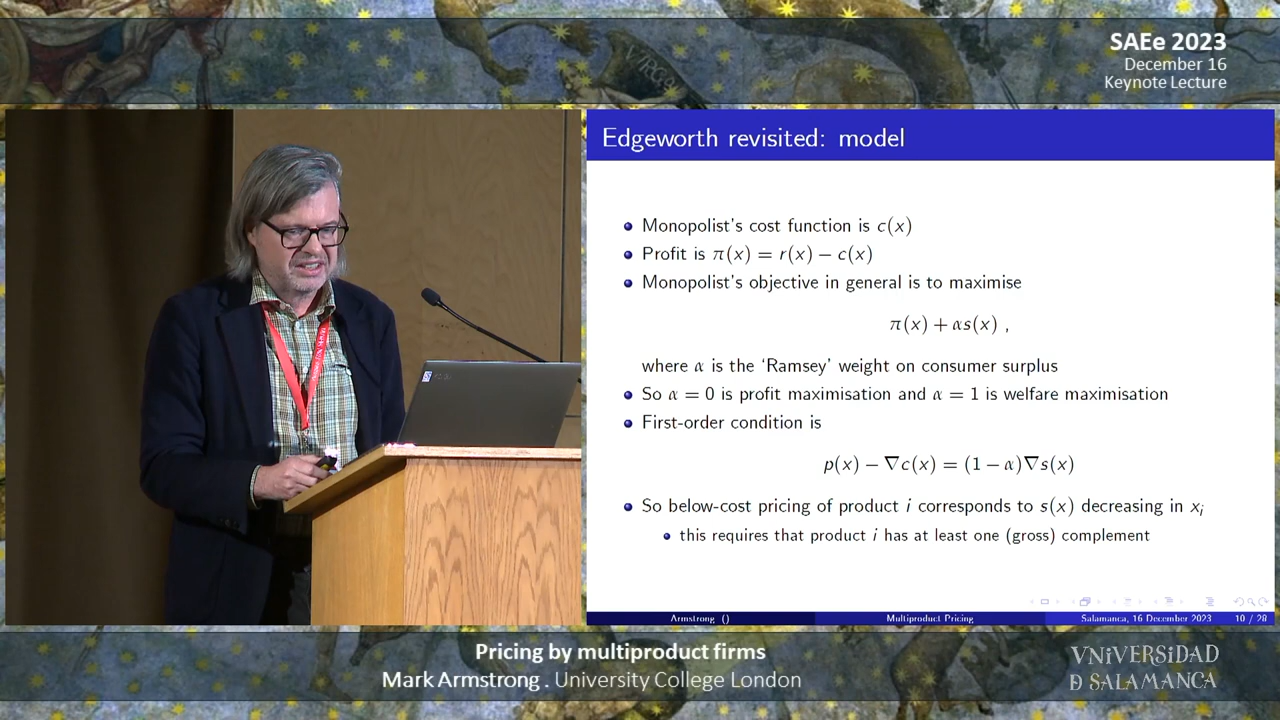 SAEe 2023
December 16
Keynote Lecture
VIRGO
Edgeworth revisited: model
Monopolist's cost function is c(x)
Profit is π(x) = r(x) − c(x)
Monopolist's objective in general is to maximise
π(x) + αs(x) ,
where α is the ‘Ramsey’ weight on consumer surplus
So α = 0 is profit maximisation and α = 1 is welfare maximisation
First-order condition is
p(x) − ∇c(x) = (1 − α)∇s(x)
So below-cost pricing of product i corresponds to s(x) decreasing in xᵢ
this requires that product i has at least one (gross) complement
Armstrong () Multiproduct Pricing Salamanca, 16 December 2023 10 / 28
Pricing by multiproduct firms
Mark Armstrong . University College London
VNiVERSiDAD
Ð SALAMANCA